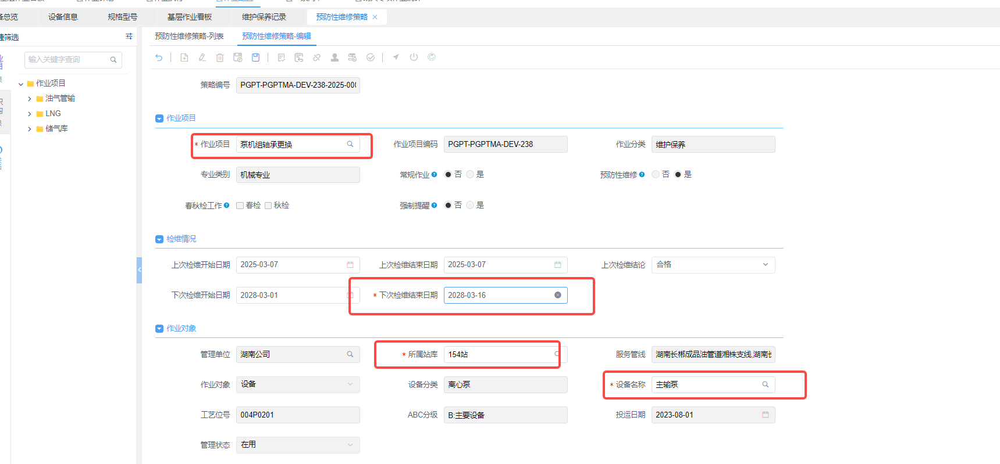 设备信息 规格型号 基层作业看板 维护保养记录 预防性维修策略
预防性维修策略-列表 预防性维修策略-编辑
输入关键字查询
作业项目
油气管输
LNG
储气库
策略编号 PGPT-PGPTMA-DEV-238-2025-00
作业项目
* 作业项目 泵机组轴承更换 作业项目编码 PGPT-PGPTMA-DEV-238 作业分类 维护保养
专业类别 机械专业 常规作业 否 是 预防性维修 否 是
春秋检工作 春检 秋检 强制提醒 否 是
检维情况
上次检维开始日期 2025-03-07 上次检维结束日期 2025-03-07 上次检维结论 合格
下次检维开始日期 2028-03-01 * 下次检维结束日期 2028-03-16
作业对象
管理单位 湖南公司 * 所属站库 154站 服务管线 湖南长郴成品油管道湘株支线,湖南长
作业对象 设备 设备分类 离心泵 * 设备名称 主输泵
工艺位号 004P0201 ABC分级 B:主要设备 投运日期 2023-08-01
管理状态 在用